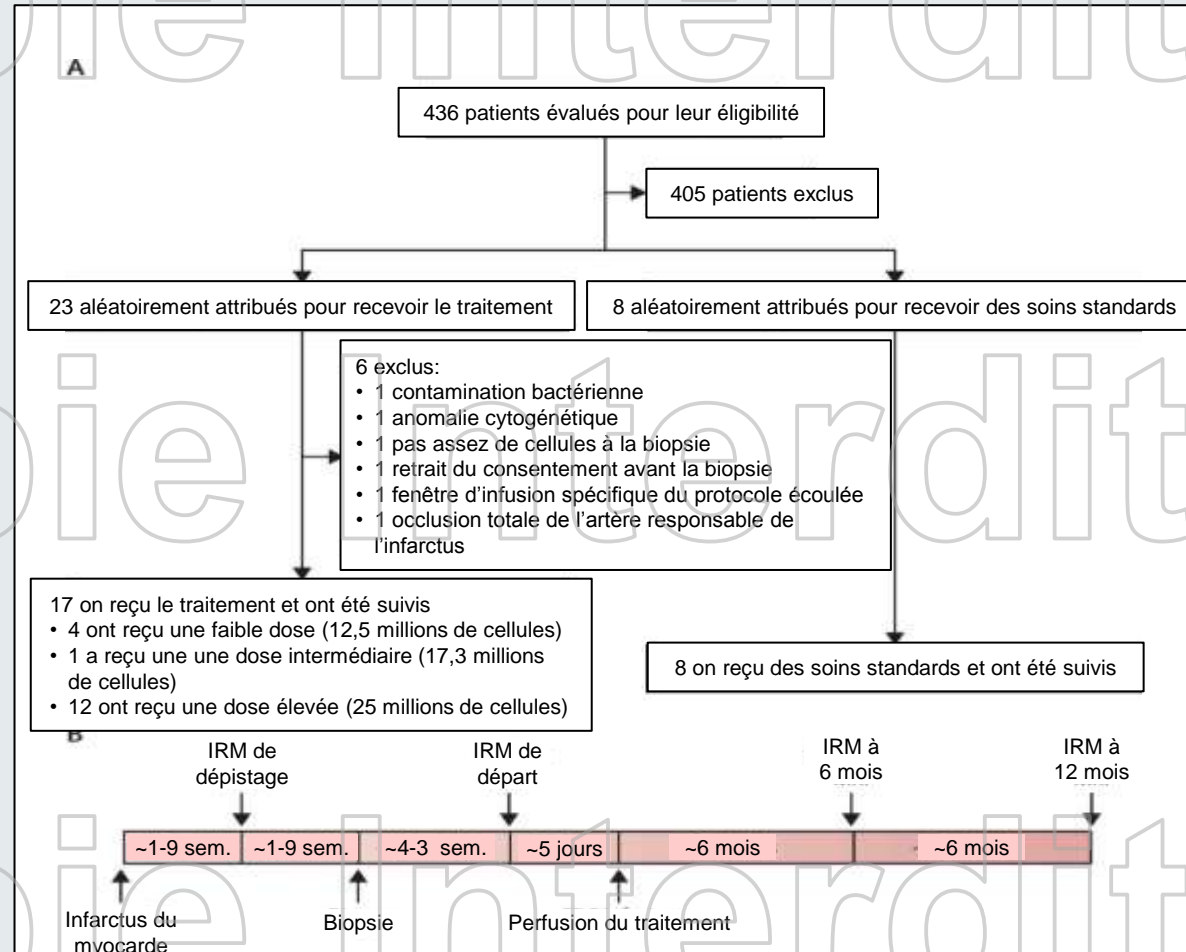 A
436 patients évalués pour leur éligibilité
405 patients exclus
23 aléatoirement attribués pour recevoir le traitement
8 aléatoirement attribués pour recevoir des soins standards
6 exclus:
• 1 contamination bactérienne
• 1 anomalie cytogénétique
• 1 pas assez de cellules à la biopsie
• 1 retrait du consentement avant la biopsie
• 1 fenêtre d'infusion spécifique du protocole écoulée
• 1 occlusion totale de l'artère responsable de
l'infarctus
17 on reçu le traitement et ont été suivis
• 4 ont reçu une faible dose (12,5 millions de cellules)
• 1 a reçu une une dose intermédiaire (17,3 millions
de cellules)
• 12 ont reçu une dose élevée (25 millions de cellules)
8 on reçu des soins standards et ont été suivis
B
IRM de
dépistage
IRM de
départ
IRM à
6 mois
IRM à
12 mois
~1-9 sem.
~1-9 sem.
~4-3 sem.
~5 jours
~6 mois
~6 mois
Infarctus du
myocarde
Biopsie
Perfusion du traitement
pie Interdit
pie Interdit
pie Interdit